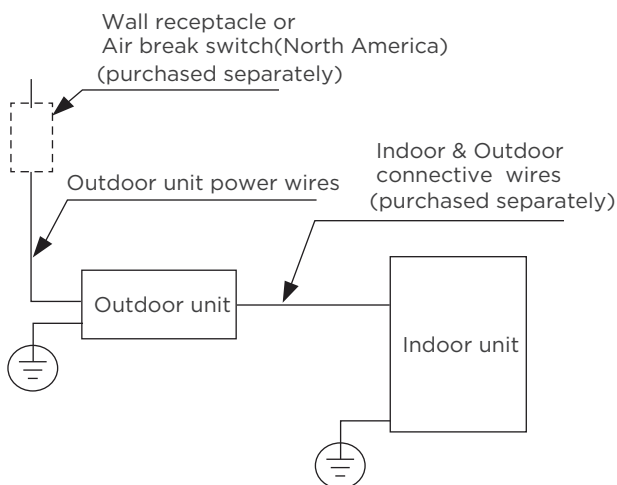 Wall receptacle or
Air break switch(North America)
(purchased separately)
Indoor & Outdoor
connective wires
(purchased separately)
Outdoor unit power wires
Outdoor unit
Indoor unit